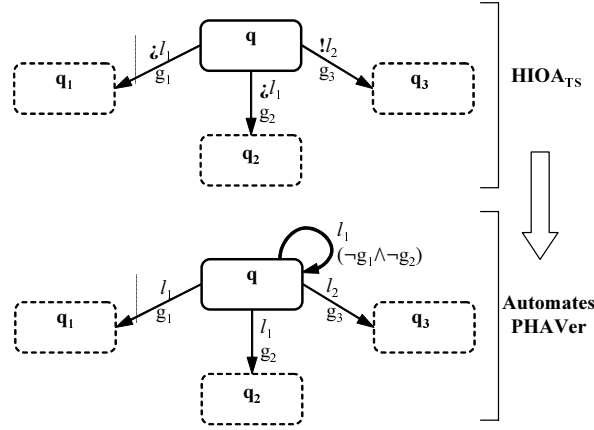 q
¿l₁
g₁
!l₂
g₃
q₁
¿l₁
g₂
q₃
q₂
HIOA_TS
l₁
(¬g₁∧¬g₂)
q
l₁
g₁
l₂
g₃
q₁
l₁
g₂
q₃
q₂
Automates
PHAVer